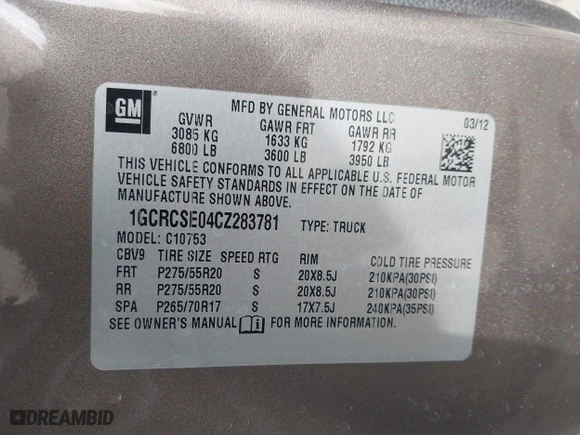 GM
®
MFD BY GENERAL MOTORS LLC
03/12
GVWR GAWR FRT GAWR RR
3085 KG 1633 KG 1792 KG
6800 LB 3600 LB 3950 LB
THIS VEHICLE CONFORMS TO ALL APPLICABLE U.S. FEDERAL MOTOR
VEHICLE SAFETY STANDARDS IN EFFECT ON THE DATE OF
MANUFACTURE SHOWN ABOVE.
1GCRCSE04CZ283781 TYPE: TRUCK
MODEL: C10753
CBV9 TIRE SIZE SPEED RTG RIM COLD TIRE PRESSURE
FRT P275/55R20 S 20X8.5J 210KPA(30PSI)
RR P275/55R20 S 20X8.5J 210KPA(30PSI)
SPA P265/70R17 S 17X7.5J 240KPA(35PSI)
SEE OWNER'S MANUAL FOR MORE INFORMATION.
DREAMBID